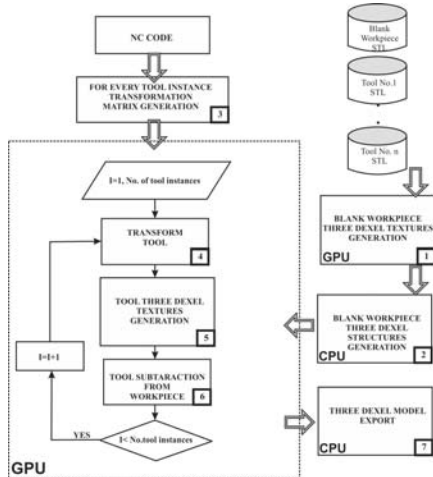 NC CODE
FOR EVERY TOOL INSTANCE
TRANSFORMATION
MATRIX GENERATION
3
I=1, No. of tool instances
TRANSFORM
TOOL
4
TOOL THREE DEXEL
TEXTURES
GENERATION
5
I=I+1
TOOL SUBTARACTION
FROM
WORKPIECE
6
YES
I< No.tool instances
GPU
Blank
Workpiece
STL
Tool No.1
STL
.
.
Tool No. n
STL
BLANK WORKPIECE
THREE DEXEL TEXTURES
GENERATION
GPU
1
BLANK WORKPIECE
THREE DEXEL
STRUCTURES
GENERATION
CPU
2
THREE DEXEL MODEL
EXPORT
CPU
7